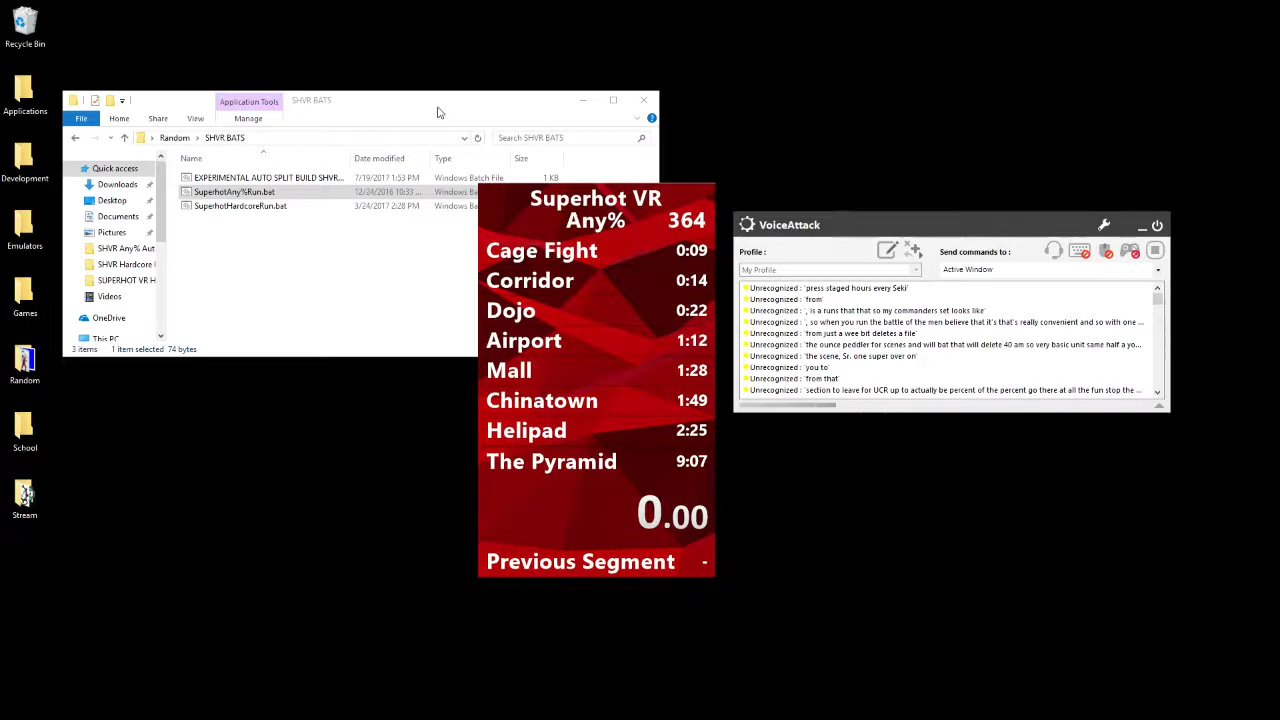 Recycle Bin
Applications
Development
Emulators
Games
Random
School
Stream
Application Tools
SHVR BATS
File
Home
Share
View
Manage
Random
SHVR BATS
Search SHVR BATS
Quick access
Downloads
Desktop
Documents
Pictures
SHVR Any% Aut
SHVR Hardcore
SUPERHOT VR H
Videos
OneDrive
This PC
Name
Date modified
Type
Size
EXPERIMENTAL AUTO SPLIT BUILD SHVR...
7/19/2017 1:53 PM
Windows Batch File
1 KB
SuperhotAny%Run.bat
12/24/2016 10:33 ...
Windows Ba
SuperhotHardcoreRun.bat
3/24/2017 2:28 PM
Windows Ba
3 items
1 item selected 74 bytes
Superhot VR
Any%
364
Cage Fight
0:09
Corridor
0:14
Dojo
0:22
Airport
1:12
Mall
1:28
Chinatown
1:49
Helipad
2:25
The Pyramid
9:07
0.00
Previous Segment
-
VoiceAttack
Profile :
Send commands to :
My Profile
Active Window
Unrecognized : 'press staged hours every Seki'
Unrecognized : 'from'
Unrecognized : ', is a runs that that so my commanders set looks like'
Unrecognized : ', so when you run the battle of the men believe that it's that's really convenient and so with one ...
Unrecognized : 'from just a wee bit deletes a file'
Unrecognized : 'the ounce peddler for scenes and will bat that will delete 40 am so very basic unit same half a yo...
Unrecognized : 'the scene, Sr. one super over on'
Unrecognized : 'you to'
Unrecognized : 'from that'
Unrecognized : 'section to leave for UCR up to actually be percent of the percent go there at all the fun stop the ...